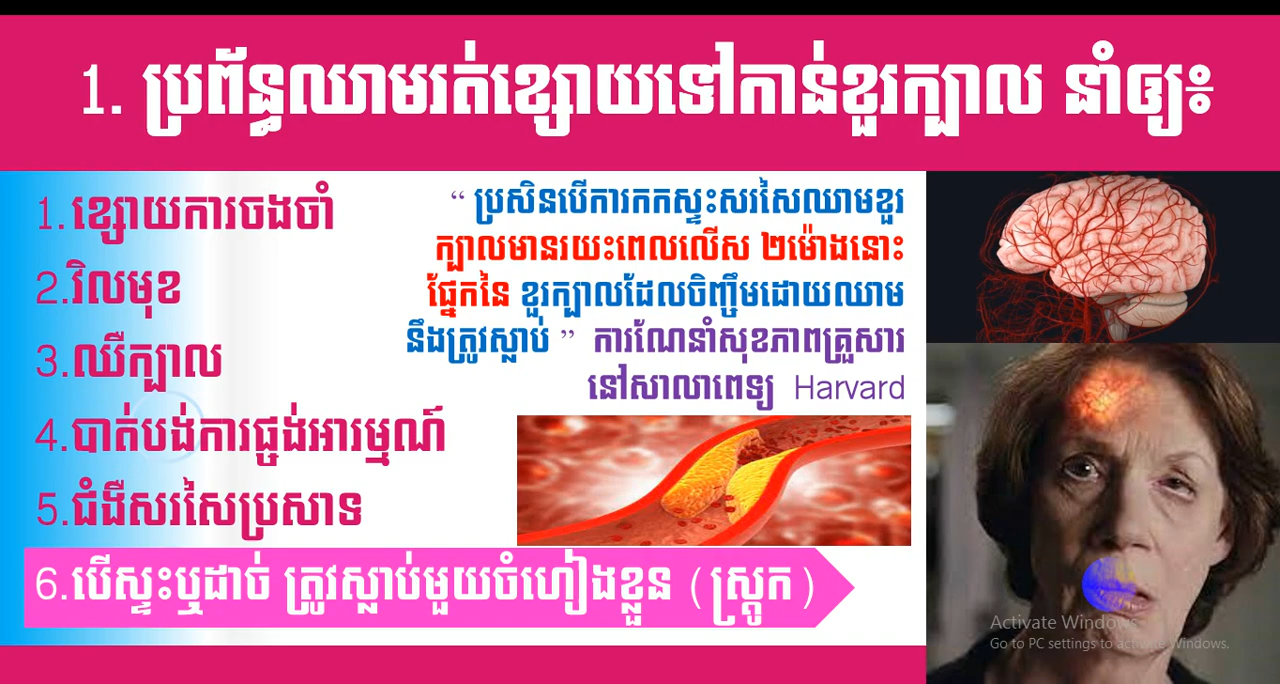 1. ប្រព័ន្ធឈាមរត់ខ្សោយទៅកាន់ខួរក្បាល នាំឲ្យ៖
1.ខ្សោយការចងចាំ
2.វិលមុខ
3.ឈឺក្បាល
4.បាត់បង់ការផ្ចង់អារម្មណ៍
5.ជំងឺសរសៃប្រសាទ
6.បើស្ទះឬដាច់ ត្រូវស្លាប់មួយចំហៀងខ្លួន (ស្ត្រូក)
“ ប្រសិនបើការកកស្ទះសរសៃឈាមខួរ
ក្បាលមានរយះពេលលើស ២ម៉ោងនោះ
ផ្នែកនៃ ខួរក្បាលដែលចិញ្ចឹមដោយឈាម
នឹងត្រូវស្លាប់ ” ការណែនាំសុខភាពគ្រួសារ
នៅសាលាពេទ្យ Harvard
Activate Windows
Go to PC settings to activate Windows.